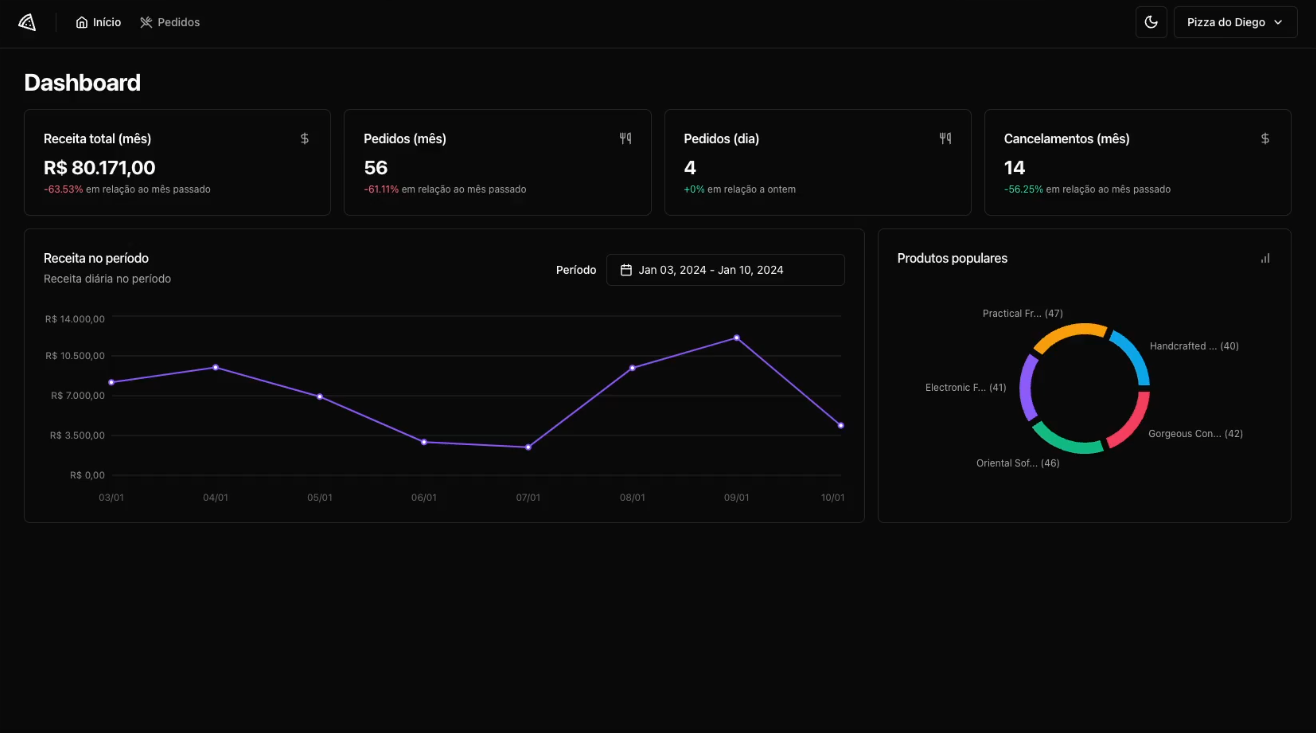 Início
Pedidos
Pizza do Diego
Dashboard
Receita total (mês)
R$ 80.171,00
-63.53% em relação ao mês passado
Pedidos (mês)
56
-61.11% em relação ao mês passado
Pedidos (dia)
4
+0% em relação a ontem
Cancelamentos (mês)
14
-56.25% em relação ao mês passado
Receita no período
Receita diária no período
Período
Jan 03, 2024 - Jan 10, 2024
R$ 14.000,00
R$ 10.500,00
R$ 7.000,00
R$ 3.500,00
R$ 0,00
03/01
04/01
05/01
06/01
07/01
08/01
09/01
10/01
Produtos populares
Practical Fr... (47)
Handcrafted ... (40)
Electronic F... (41)
Gorgeous Con... (42)
Oriental Sof... (46)